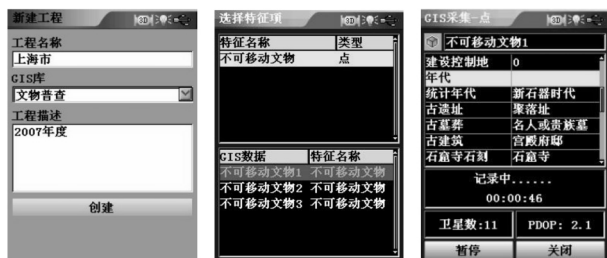 新建工程
工程名称
上海市
GIS库
文物普查
工程描述
2007年度
创建
选择特征项
特征名称 类型
不可移动文物 点
GIS数据 特征名称
不可移动文物1 不可移动文物
不可移动文物2 不可移动文物
不可移动文物3 不可移动文物
GIS采集-点
不可移动文物1
建设控制地 0
年代
统计年代 新石器时代
古遗址 聚落址
古墓葬 名人或贵族墓
古建筑 宫殿府邸
石窟寺石刻 石窟寺
记录中......
00:00:46
卫星数:11 PDOP: 2.1
暂停 关闭